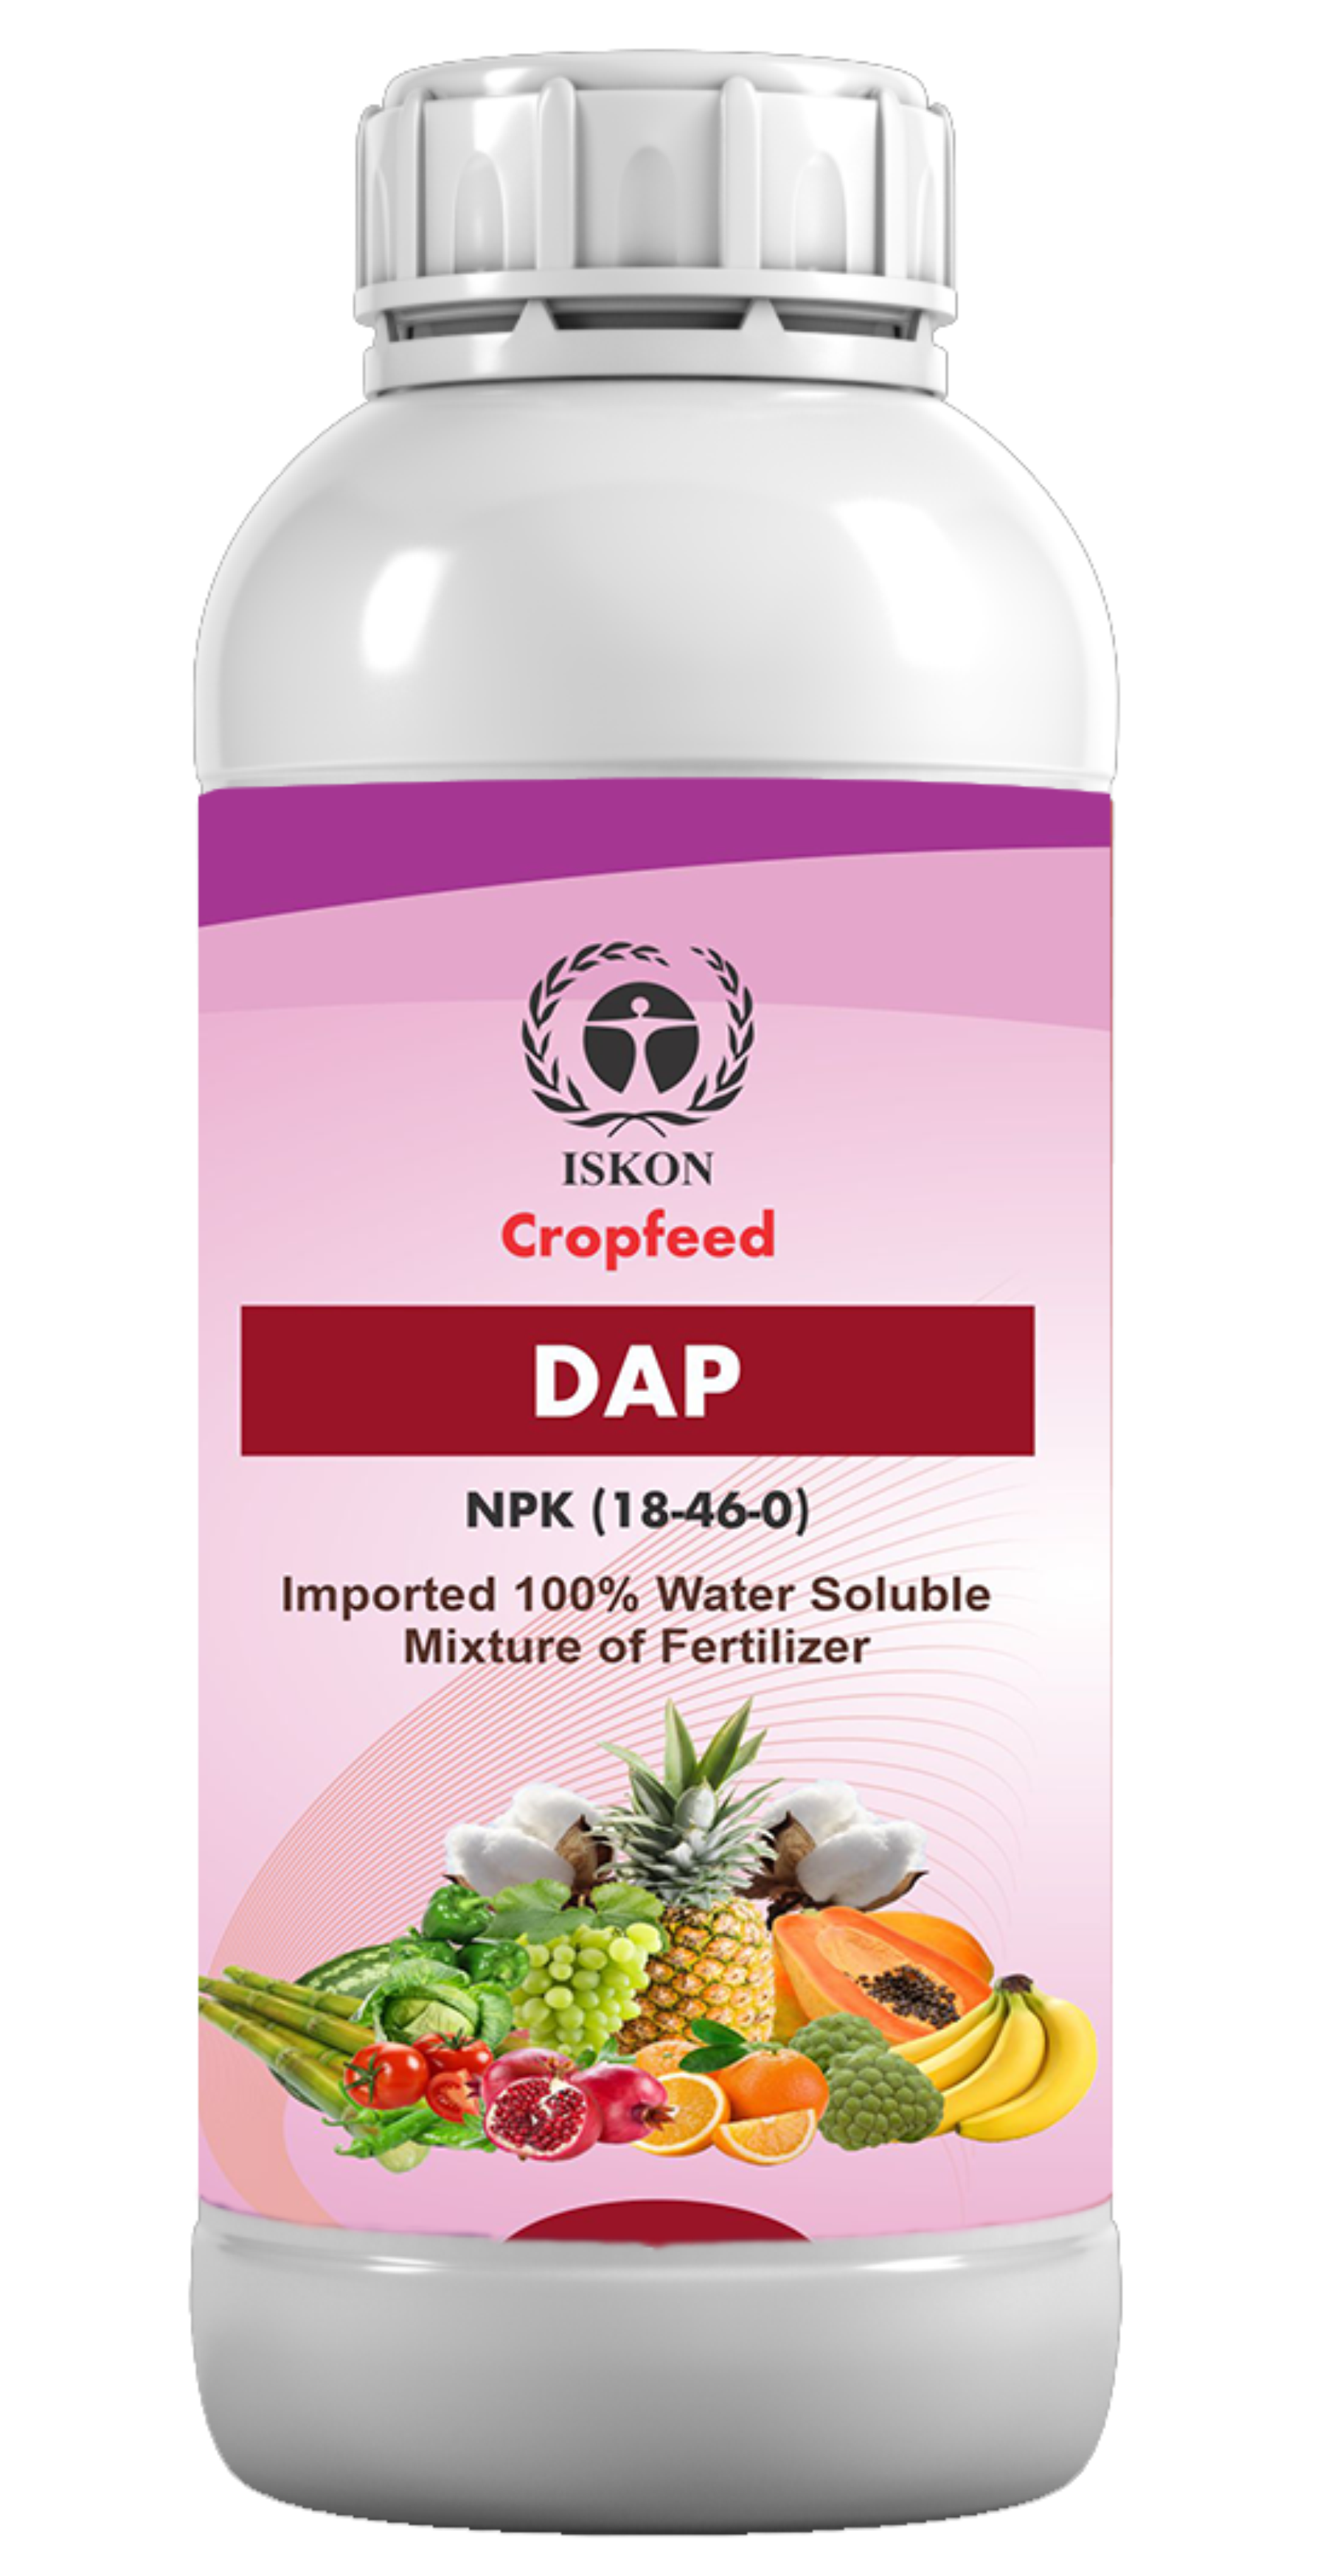 ISKON
Cropfeed
DAP
NPK (18-46-0)
Imported 100% Water Soluble
Mixture of Fertilizer